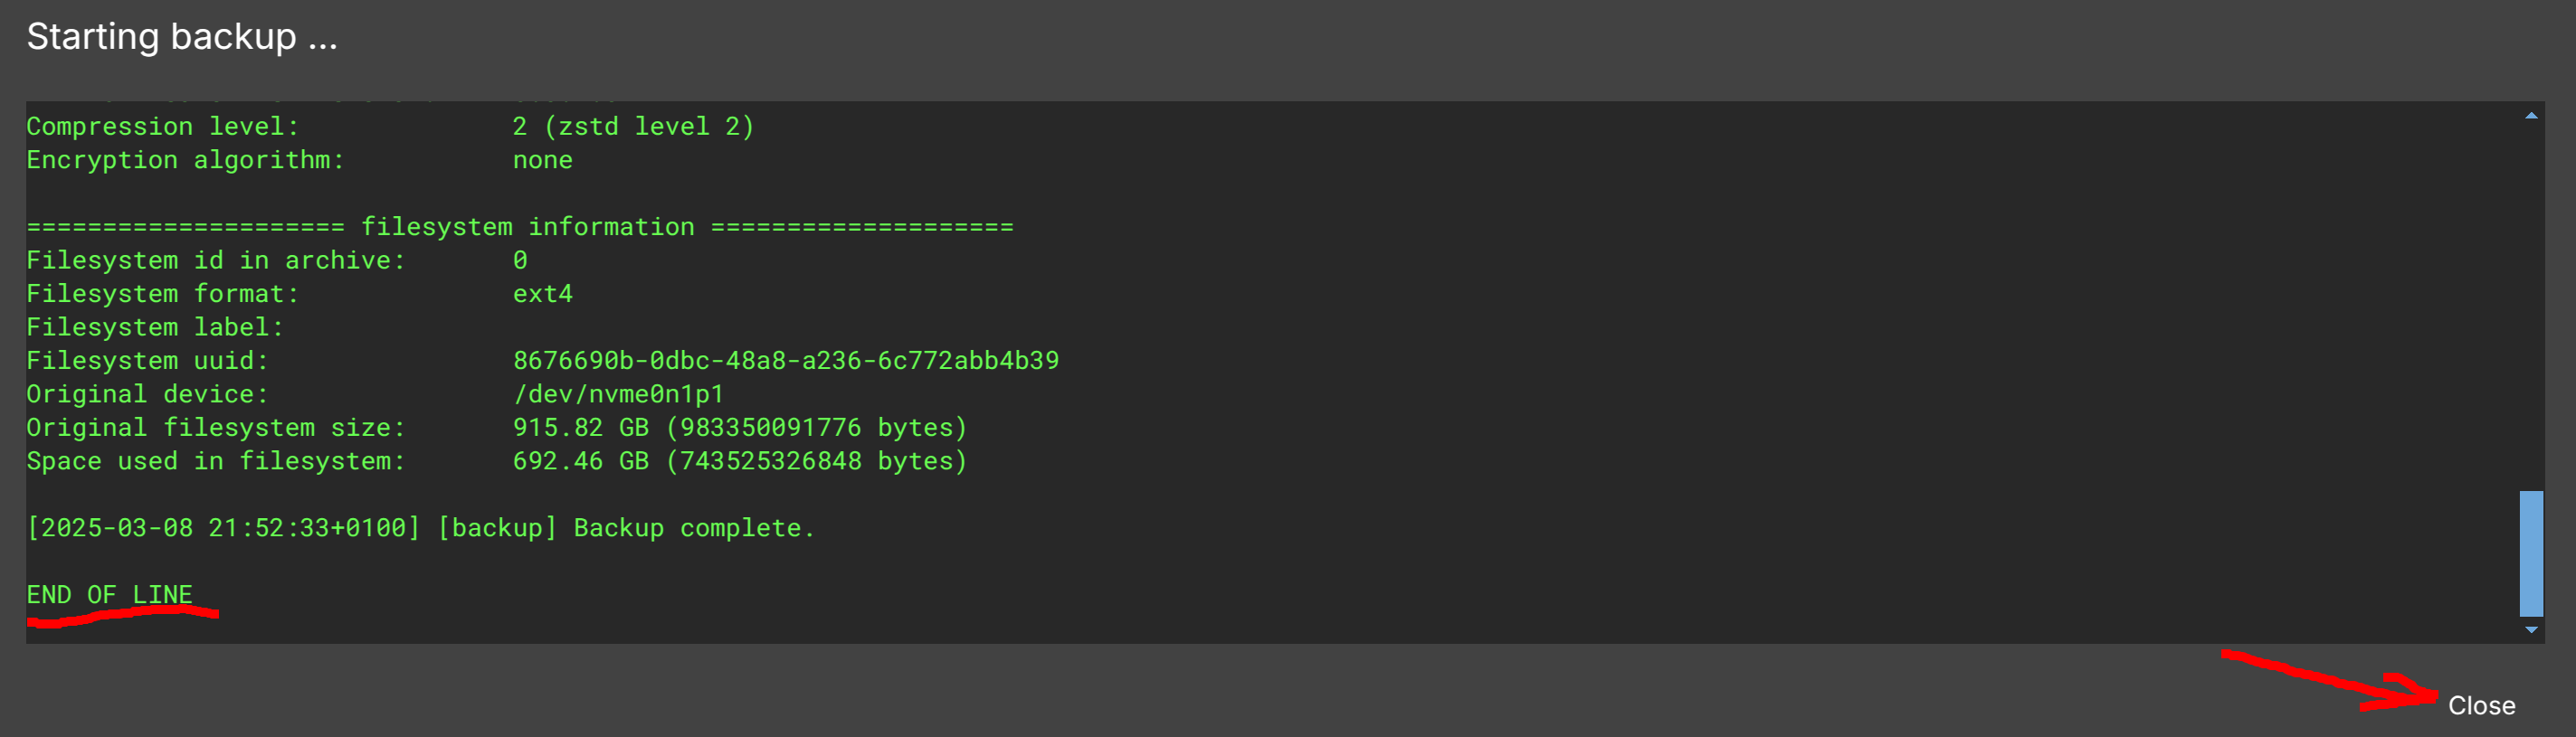 Starting backup ...
Compression level: 2 (zstd level 2)
Encryption algorithm: none
===================== filesystem information ====================
Filesystem id in archive: 0
Filesystem format: ext4
Filesystem label:
Filesystem uuid: 8676690b-0dbc-48a8-a236-6c772abb4b39
Original device: /dev/nvme0n1p1
Original filesystem size: 915.82 GB (983350091776 bytes)
Space used in filesystem: 692.46 GB (743525326848 bytes)
[2025-03-08 21:52:33+0100] [backup] Backup complete.
END OF LINE
Close